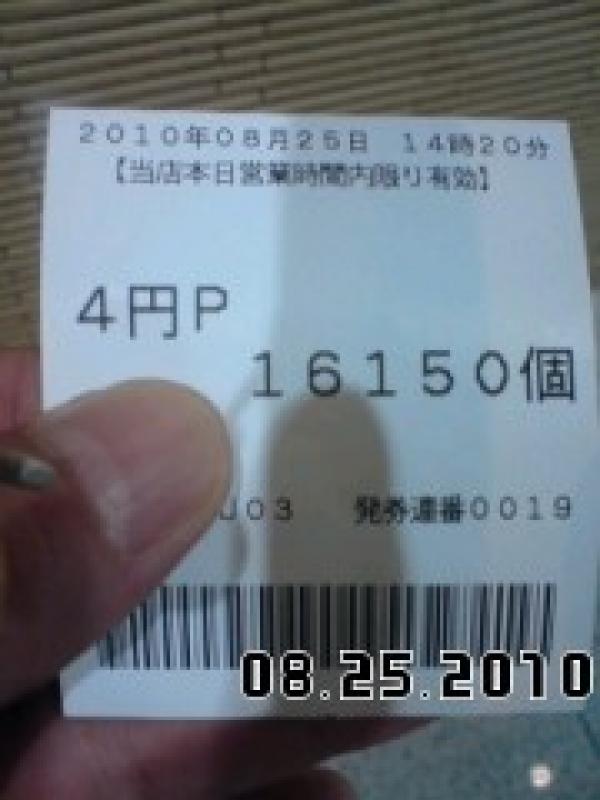 2010年08月25日 14時20分
【当店本日営業時間内限り有効】
4円P
16150個
03 発券連番0019
08.25.2010